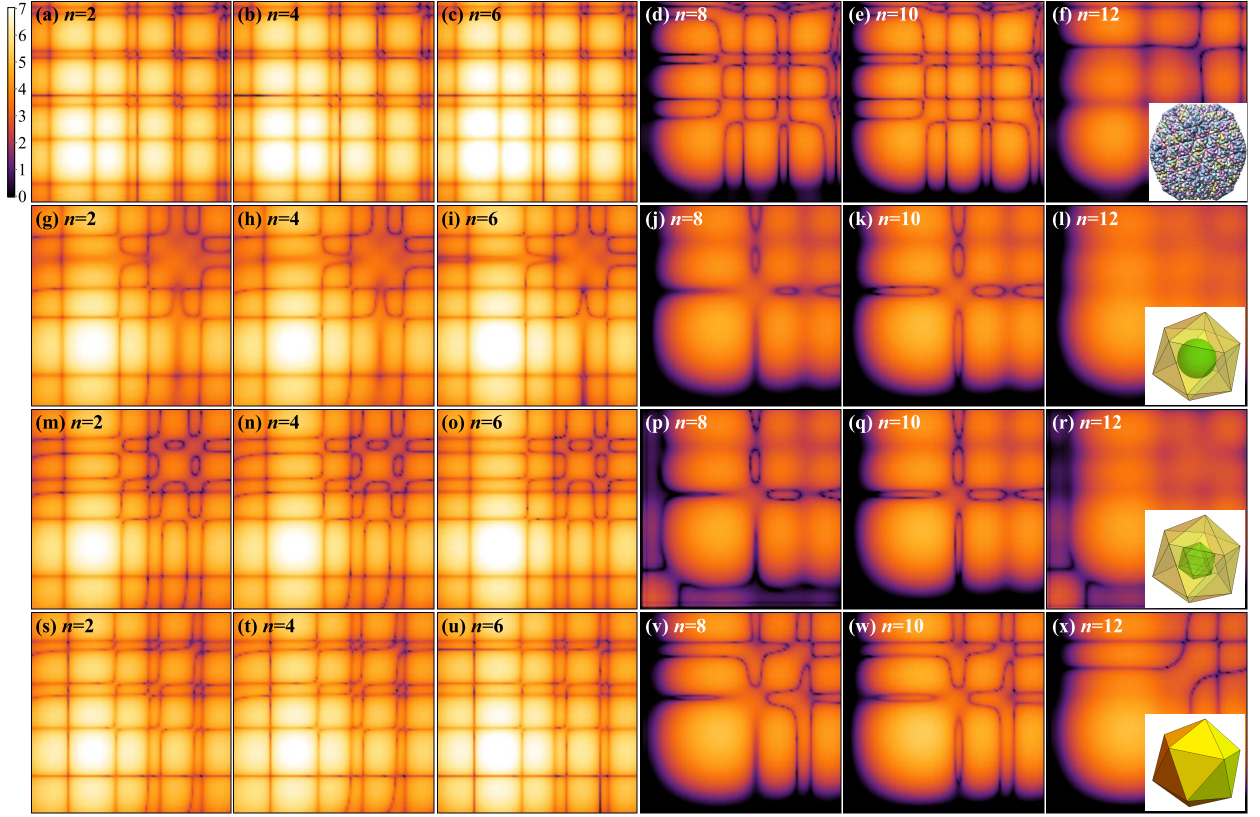 7
6
5
4
3
2
1
0
(a) n=2
(b) n=4
(c) n=6
(d) n=8
(e) n=10
(f) n=12
(g) n=2
(h) n=4
(i) n=6
(j) n=8
(k) n=10
(l) n=12
(m) n=2
(n) n=4
(o) n=6
(p) n=8
(q) n=10
(r) n=12
(s) n=2
(t) n=4
(u) n=6
(v) n=8
(w) n=10
(x) n=12